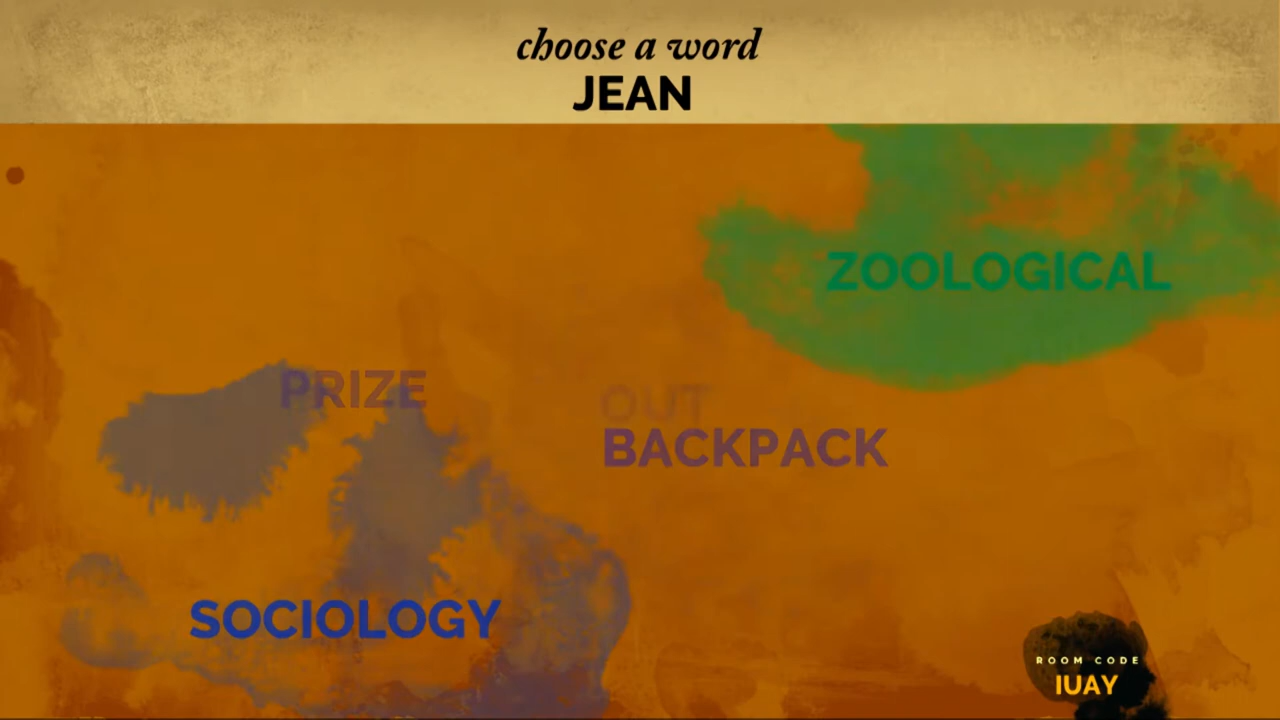 choose a word
JEAN
ZOOLOGICAL
PRIZE
OUT
BACKPACK
SOCIOLOGY
ROOM CODE
IUAY